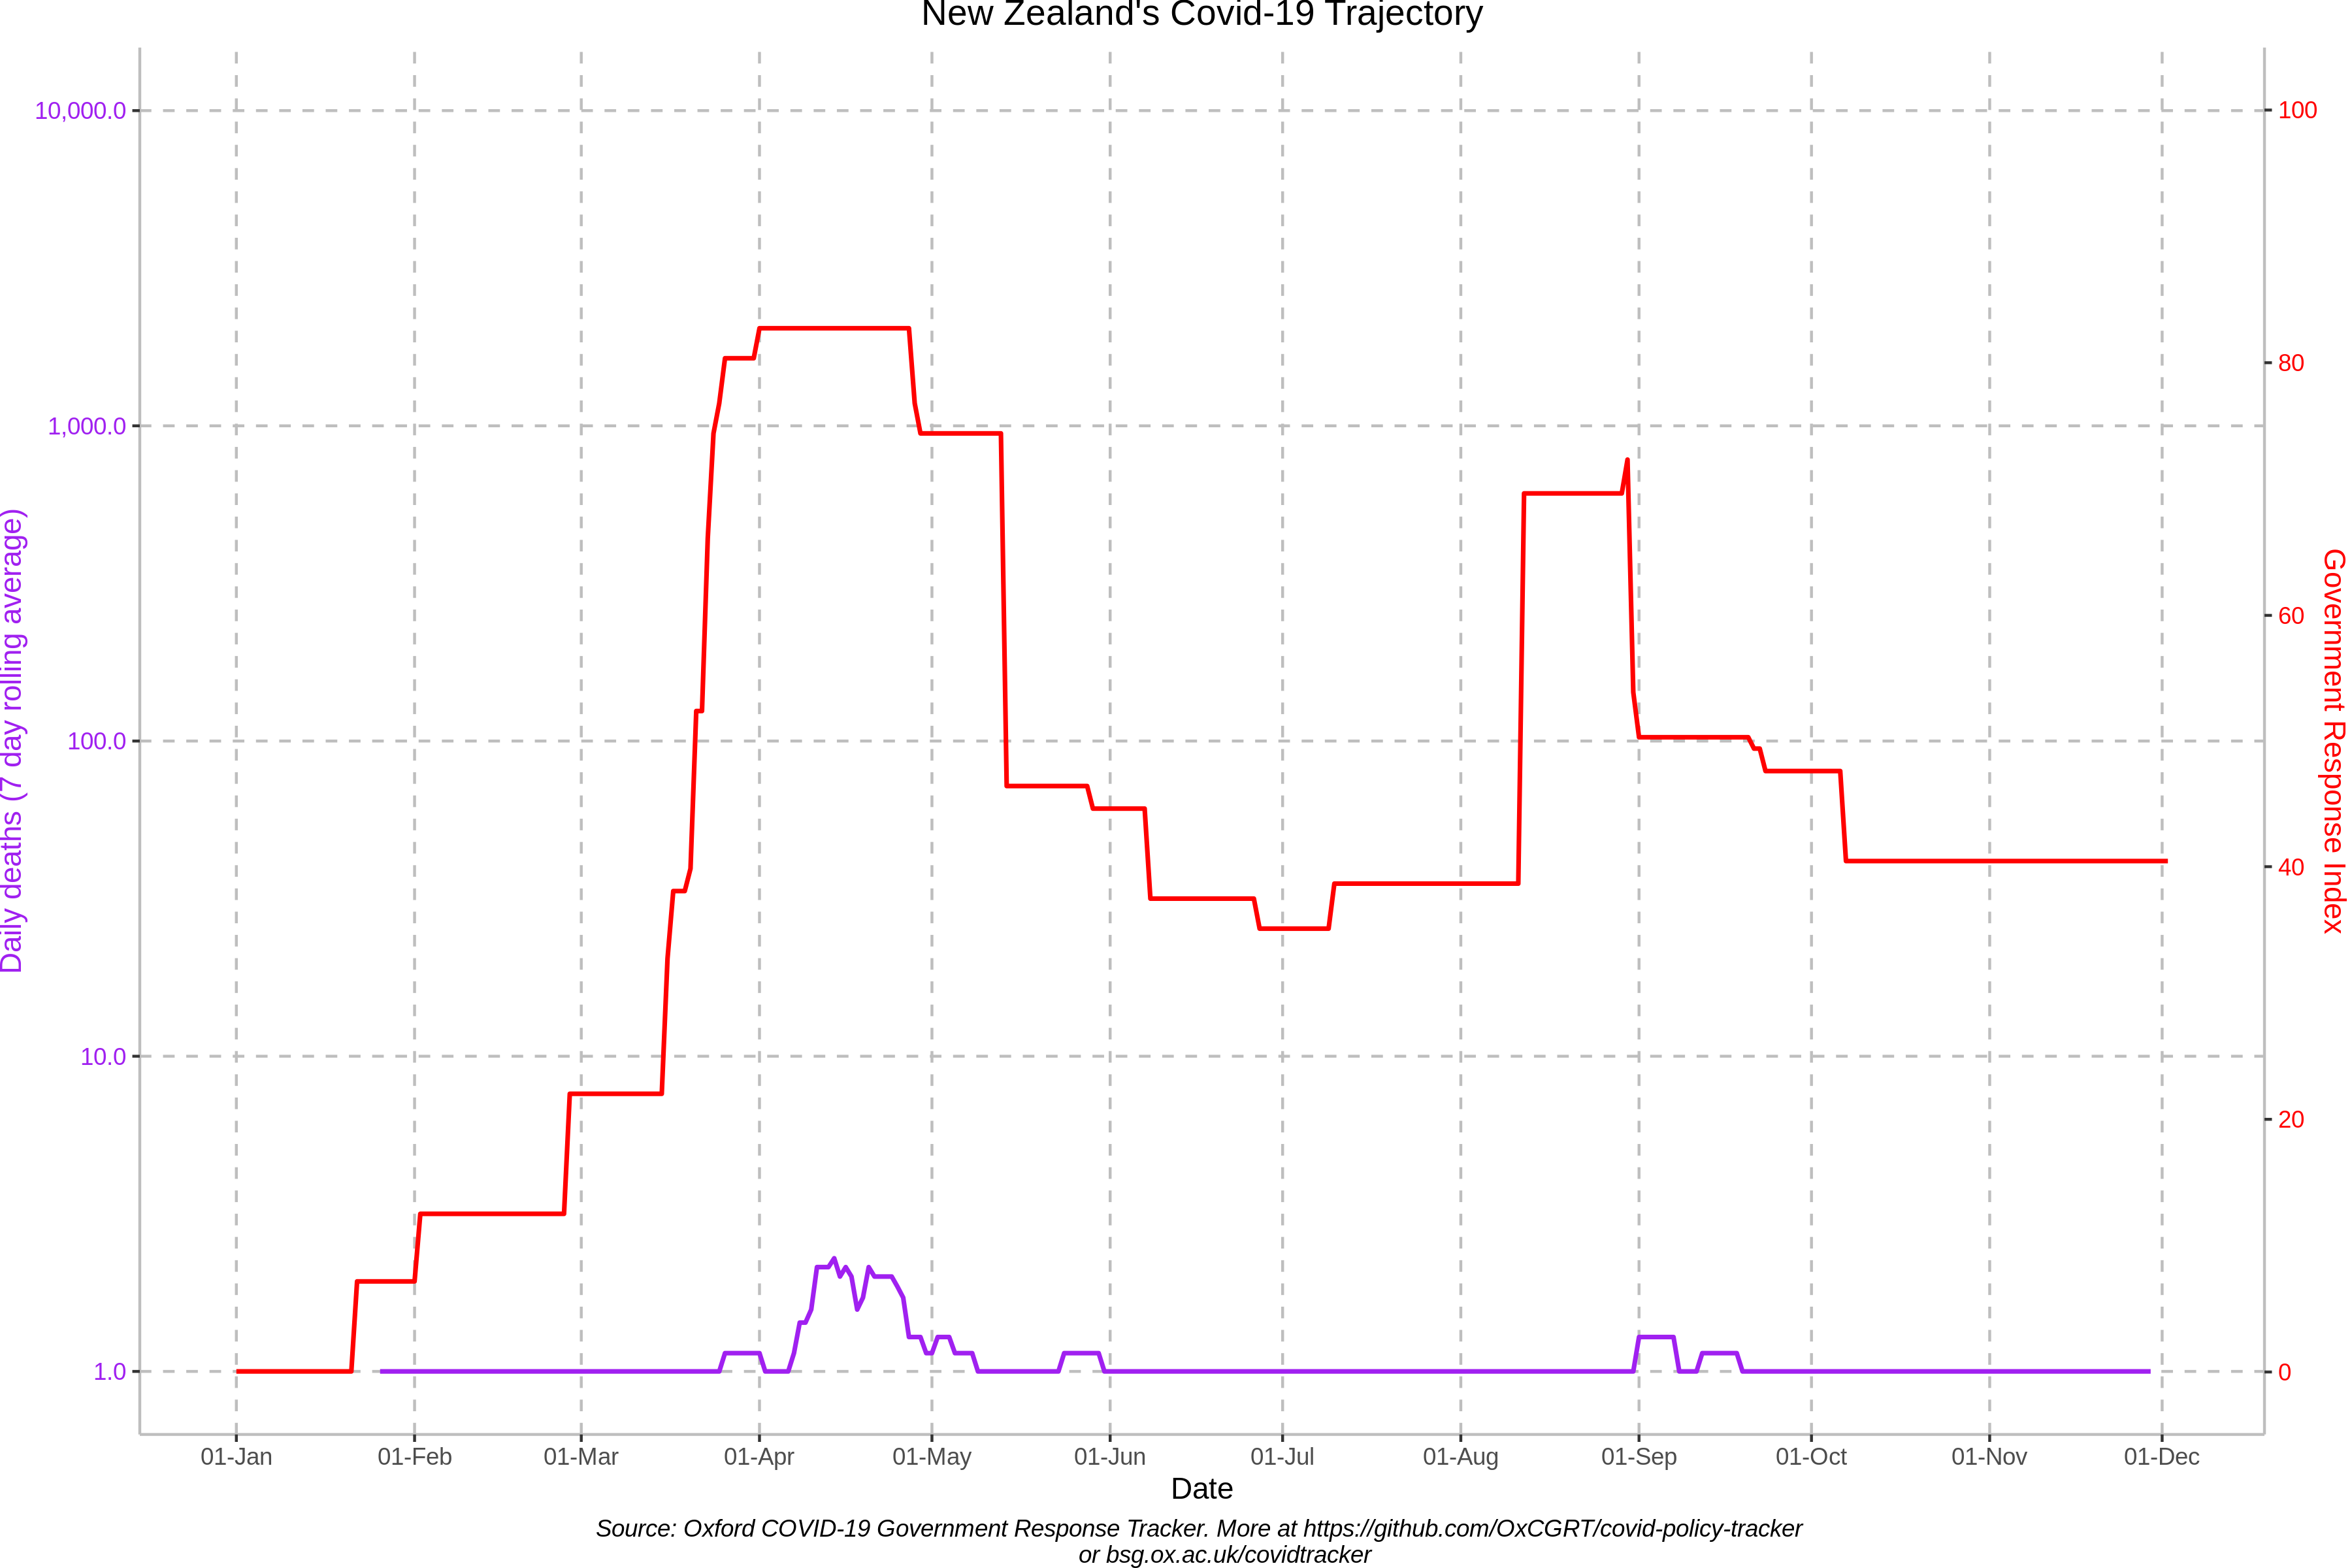 New Zealand's Covid-19 Trajectory
10,000.0
1,000.0
100.0
10.0
1.0
Daily deaths (7 day rolling average)
100
80
60
40
20
0
Government Response Index
01-Jan 01-Feb 01-Mar 01-Apr 01-May 01-Jun 01-Jul 01-Aug 01-Sep 01-Oct 01-Nov 01-Dec
Date
Source: Oxford COVID-19 Government Response Tracker. More at https://github.com/OxCGRT/covid-policy-tracker
or bsg.ox.ac.uk/covidtracker